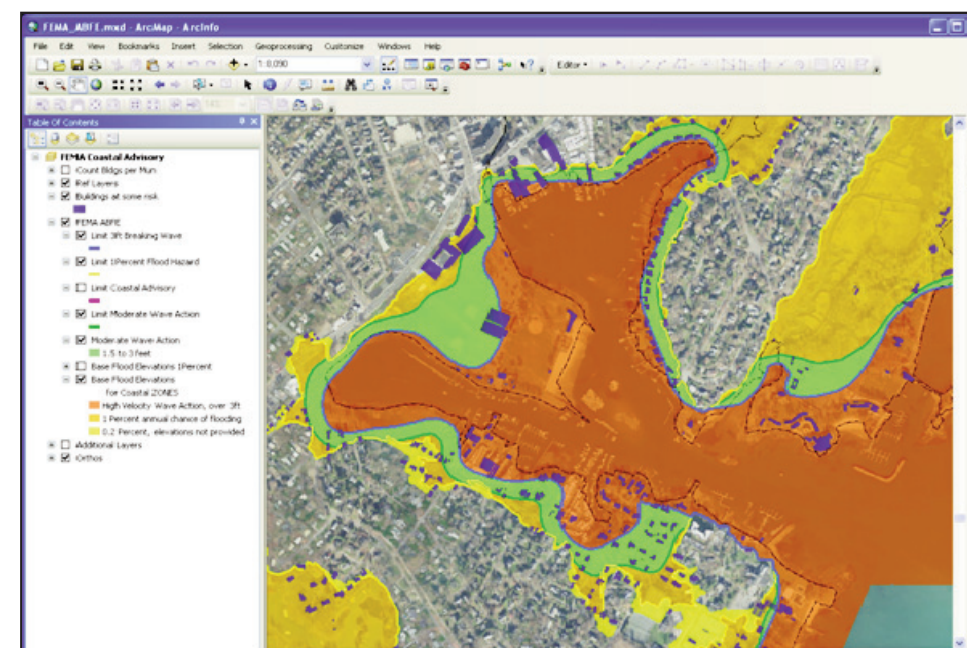 FEMA_ABFE.mxd - ArcMap - ArcInfo
File Edit View Bookmarks Insert Selection Geoprocessing Customize Windows Help
1: 8,090
Editor
Table Of Contents
FEMA Coastal Advisory
Count Bldgs per Mun
Ref Layers
Buildings at some risk
FEMA ABFE
Limit 3ft Breaking Wave
Limit 1Percent Flood Hazard
Limit Coastal Advisory
Limit Moderate Wave Action
Moderate Wave Action
1.5 to 3 feet
Base Flood Elevations 1Percent
Base Flood Elevations
for Coastal ZONES
High Velocity Wave Action, over 3ft
1 Percent annual chance of flooding
0.2 Percent, elevations not provided
Additional Layers
Orthos